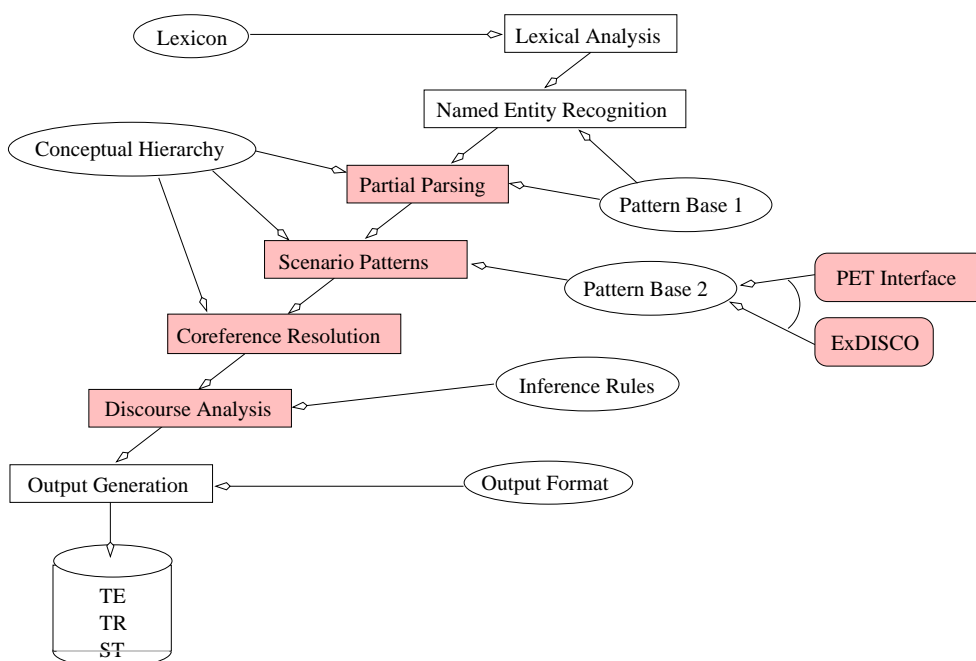 Lexicon
Lexical Analysis
Named Entity Recognition
Conceptual Hierarchy
Partial Parsing
Pattern Base 1
Scenario Patterns
Pattern Base 2
PET Interface
Coreference Resolution
ExDISCO
Discourse Analysis
Inference Rules
Output Generation
Output Format
TE
TR
ST